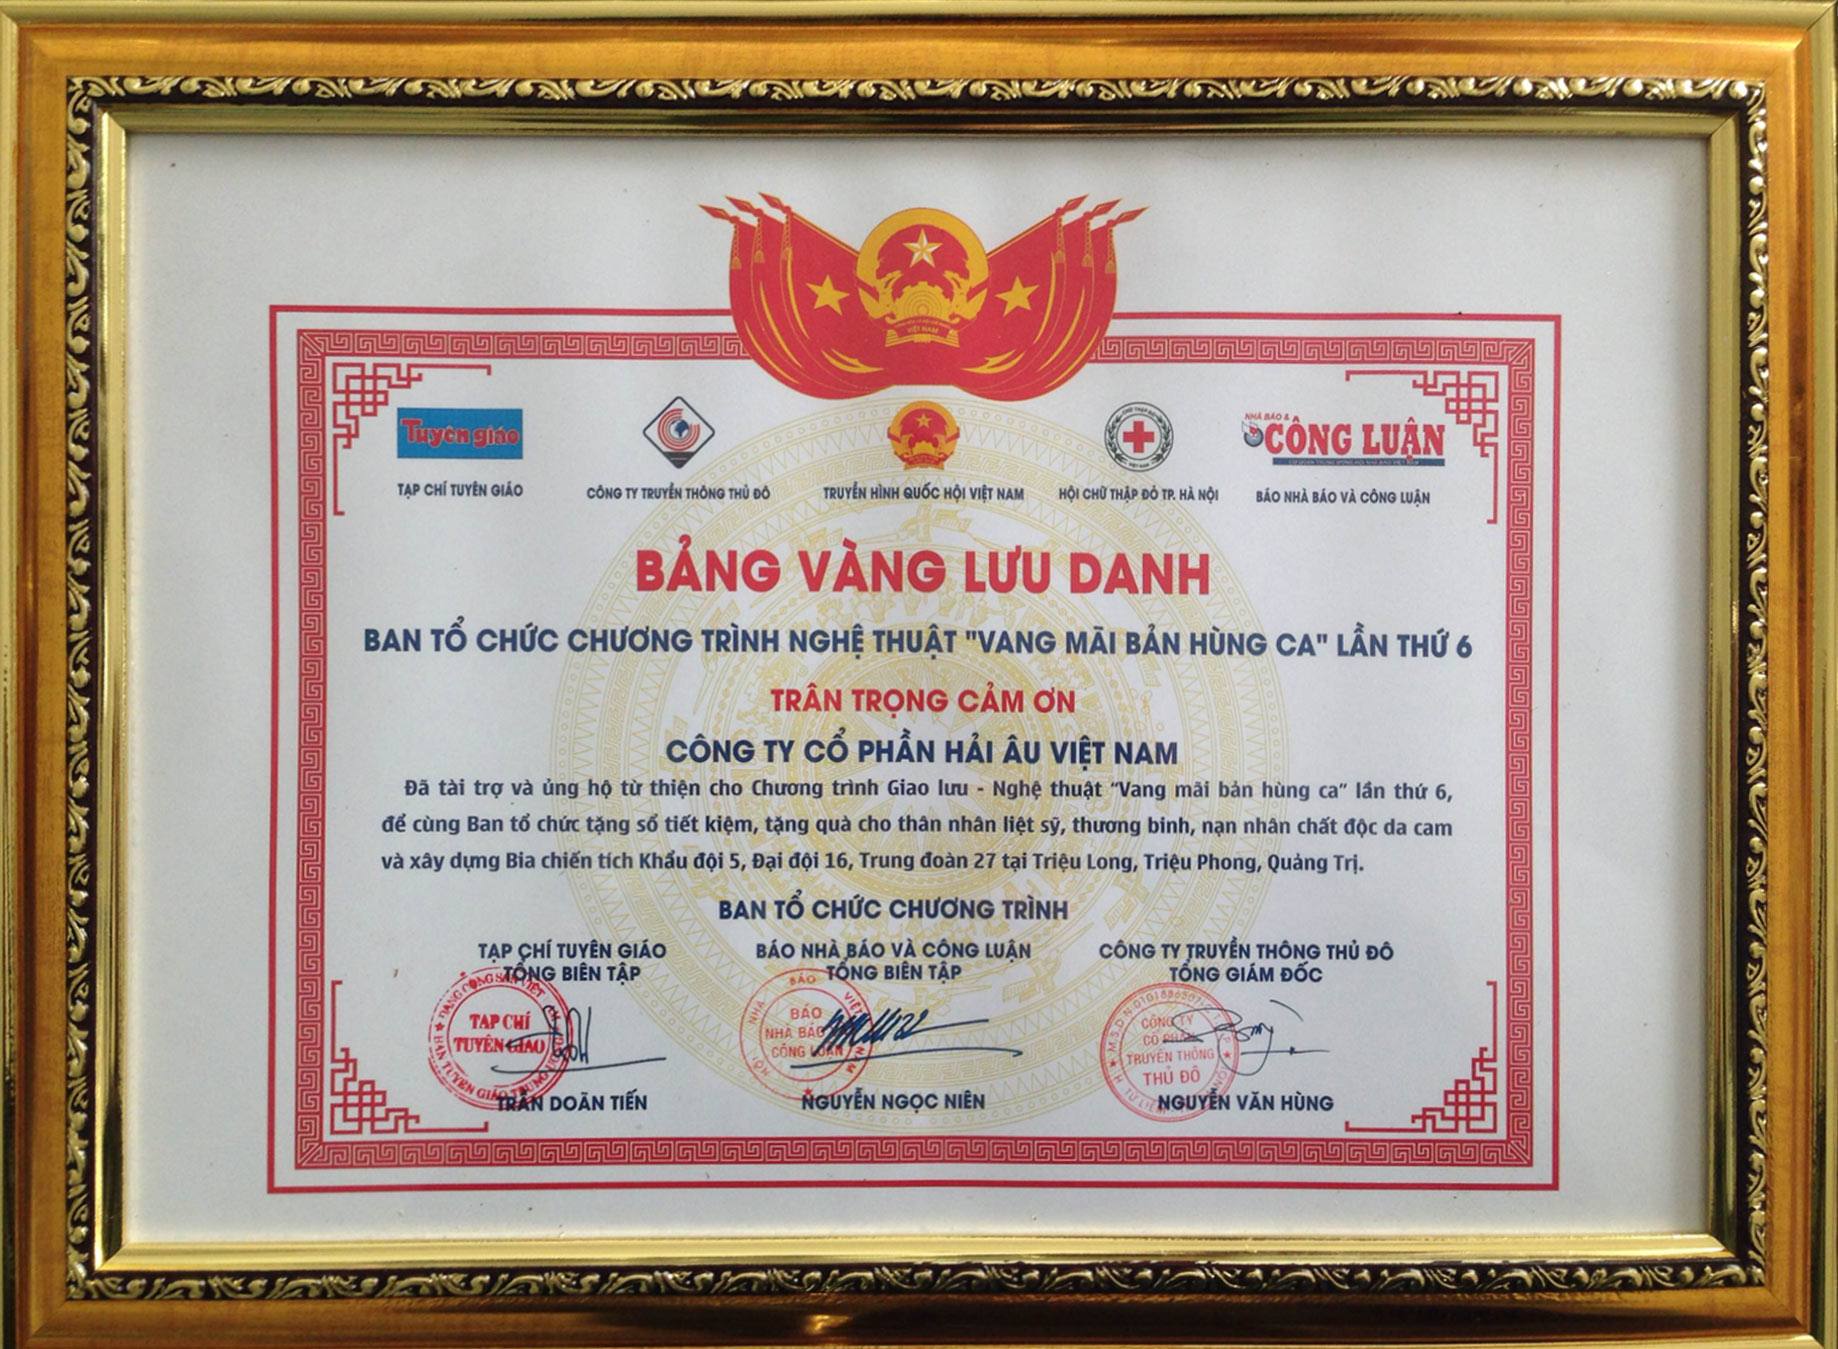 VIỆT NAM
Tuyên giáo
CHỮ THẬP ĐỎ
VIỆT NAM
NHÀ BÁO &
CÔNG LUẬN
TẠP CHÍ TUYÊN GIÁO
CÔNG TY TRUYỀN THÔNG THỦ ĐÔ
TRUYỀN HÌNH QUỐC HỘI VIỆT NAM
HỘI CHỮ THẬP ĐỎ TP. HÀ NỘI
BÁO NHÀ BÁO VÀ CÔNG LUẬN
BẢNG VÀNG LƯU DANH
BAN TỔ CHỨC CHƯƠNG TRÌNH NGHỆ THUẬT "VANG MÃI BẢN HÙNG CA" LẦN THỨ 6
TRÂN TRỌNG CẢM ƠN
CÔNG TY CỔ PHẦN HẢI ÂU VIỆT NAM
Đã tài trợ và ủng hộ từ thiện cho Chương trình Giao lưu - Nghệ thuật “Vang mãi bản hùng ca” lần thứ 6,
để cùng Ban tổ chức tặng sổ tiết kiệm, tặng quà cho thân nhân liệt sỹ, thương binh, nạn nhân chất độc da cam
và xây dựng Bia chiến tích Khẩu đội 5, Đại đội 16, Trung đoàn 27 tại Triệu Long, Triệu Phong, Quảng Trị.
BAN TỔ CHỨC CHƯƠNG TRÌNH
TẠP CHÍ TUYÊN GIÁO
TỔNG BIÊN TẬP
BÁO NHÀ BÁO VÀ CÔNG LUẬN
TỔNG BIÊN TẬP
CÔNG TY TRUYỀN THÔNG THỦ ĐÔ
TỔNG GIÁM ĐỐC
TẠP CHÍ
TUYÊN GIÁO
BÁO
NHÀ BÁO
CÔNG LUẬN
CÔNG TY
CỔ PHẦN
TRUYỀN THÔNG
THỦ ĐÔ
TRẦN DOÃN TIẾN
NGUYỄN NGỌC NIÊN
NGUYỄN VĂN HÙNG